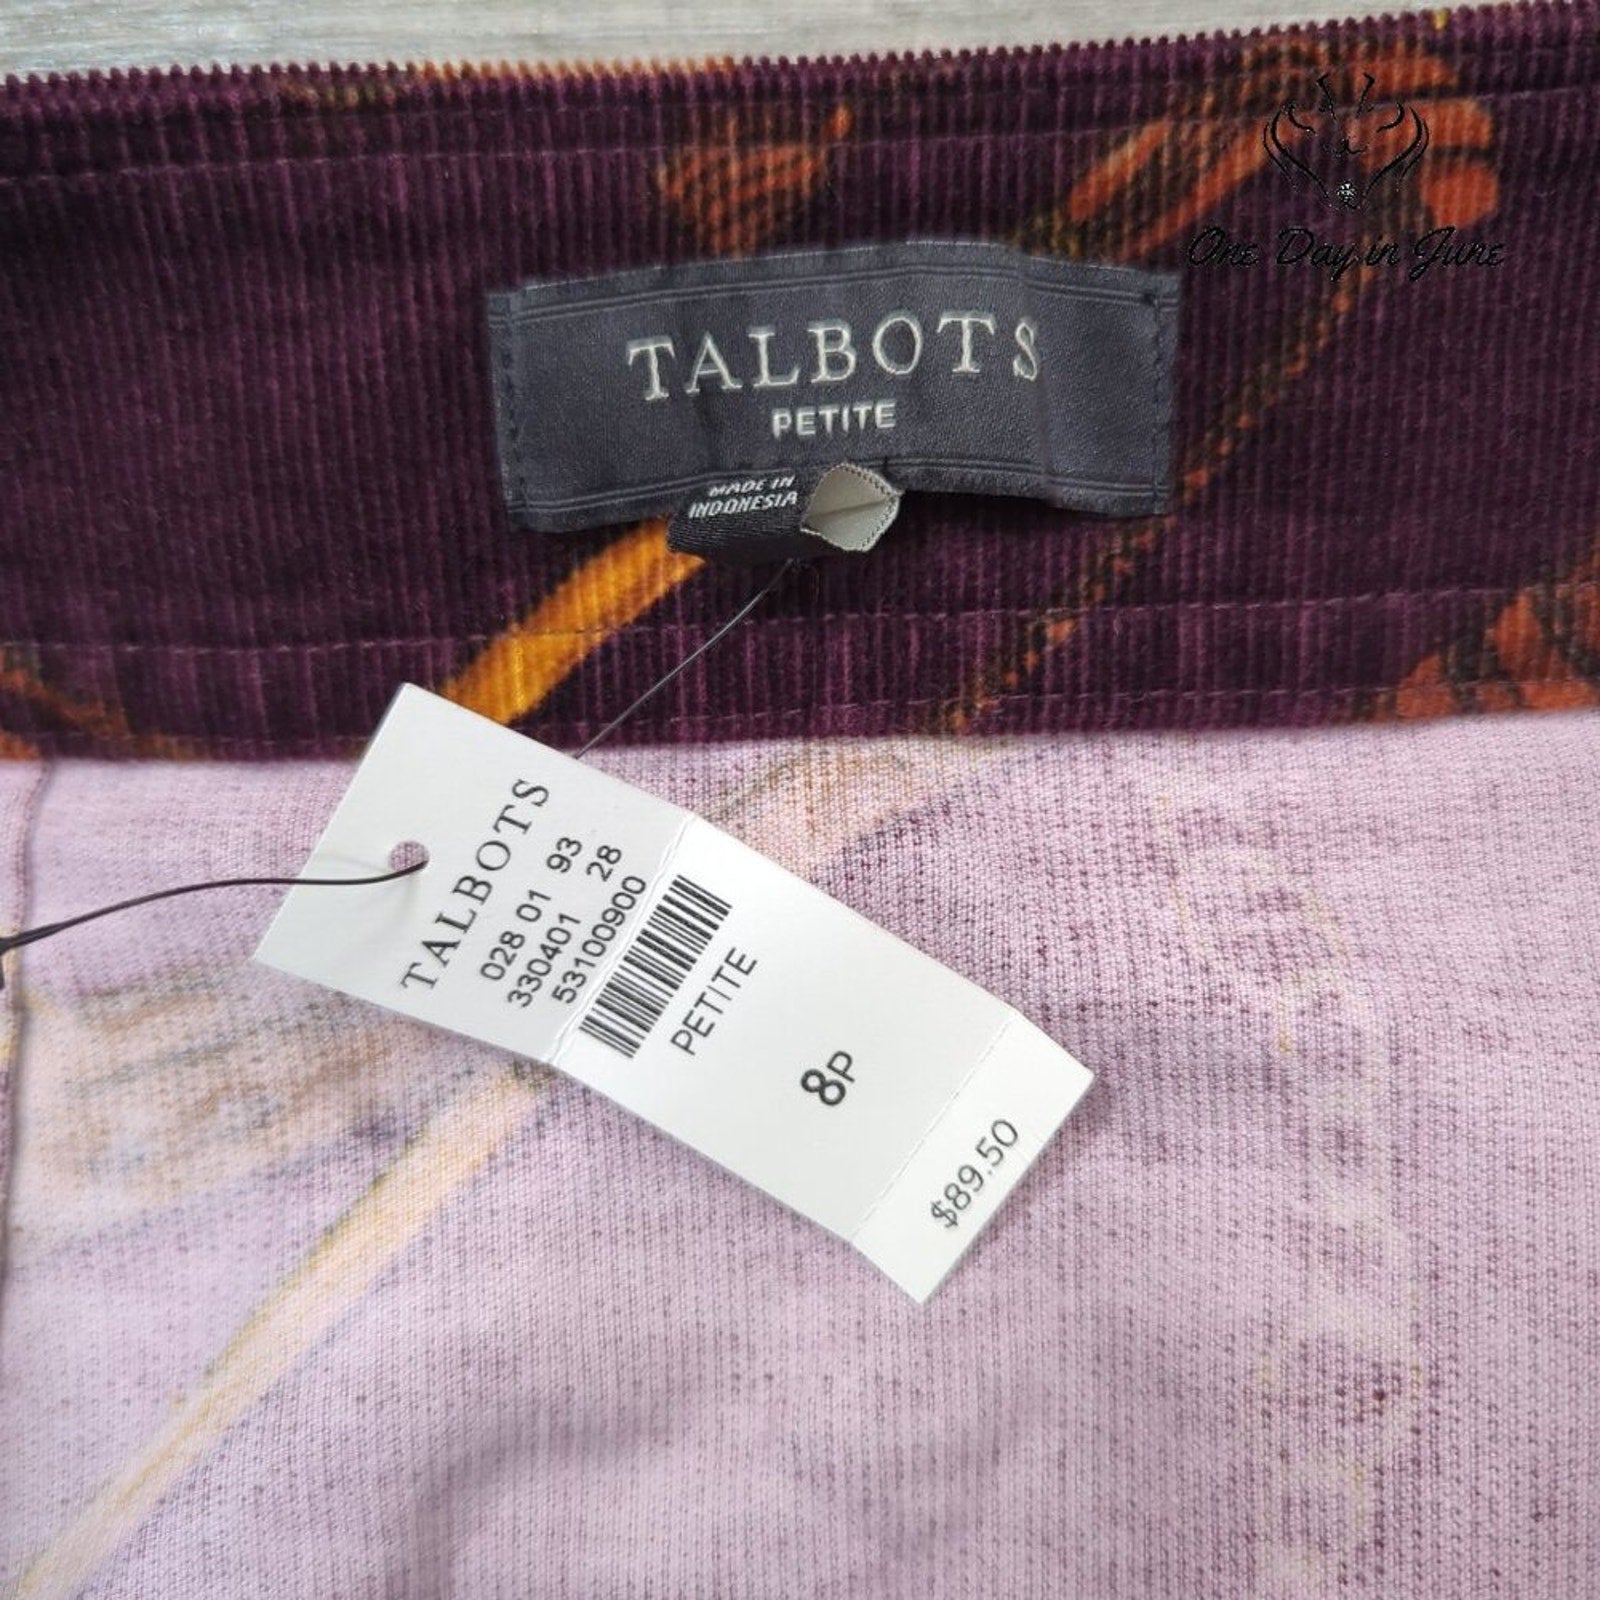 One Day in June
TALBOTS
PETITE
MADE IN
INDONESIA
TALBOTS
028 01 93
330401 28
53100900
PETITE
8P
$89.50